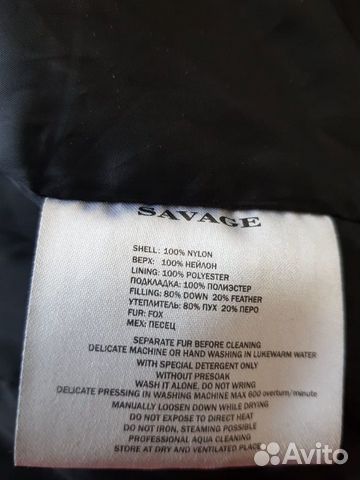 SAVAGE
SHELL: 100% NYLON
ВЕРХ: 100% НЕЙЛОН
LINING: 100% POLYESTER
ПОДКЛАДКА: 100% ПОЛИЭСТЕР
FILLING: 80% DOWN 20% FEATHER
УТЕПЛИТЕЛЬ: 80% ПУХ 20% ПЕРО
FUR: FOX
МЕХ: ПЕСЕЦ
SEPARATE FUR BEFORE CLEANING
DELICATE MACHINE OR HAND WASHING IN LUKEWARM WATER
WITH SPECIAL DETERGENT ONLY
WITHOUT PRESOAK
WASH IT ALONE, DO NOT WRING
DELICATE PRESSING IN WASHING MACHINE MAX 600 overturn/minute
MANUALLY LOOSEN DOWN WHILE DRYING
DO NOT EXPOSE TO DIRECT HEAT
DO NOT IRON, STEAMING POSSIBLE
PROFESSIONAL AQUA CLEANING
STORE AT DRY AND VENTILATED PLACE
Avito